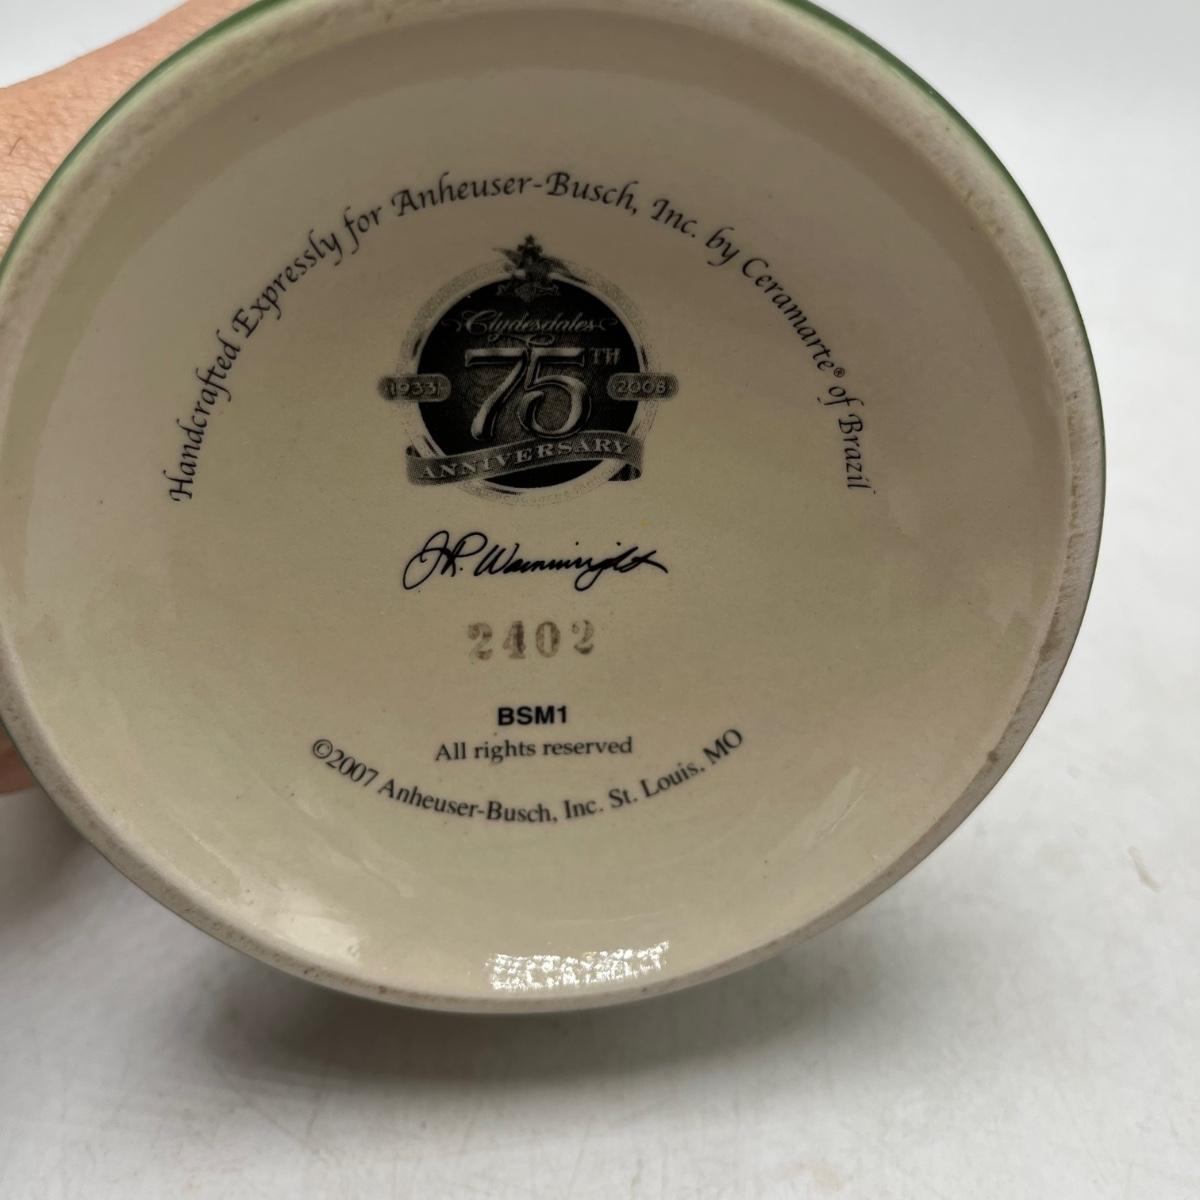 Handcrafted Expressly for Anheuser-Busch, Inc. by Ceramarte® of Brazil
Clydesdales
75TH
1933 2008
ANNIVERSARY
J.R. Wainwright
2402
BSM1
All rights reserved
©2007 Anheuser-Busch, Inc. St. Louis, MO